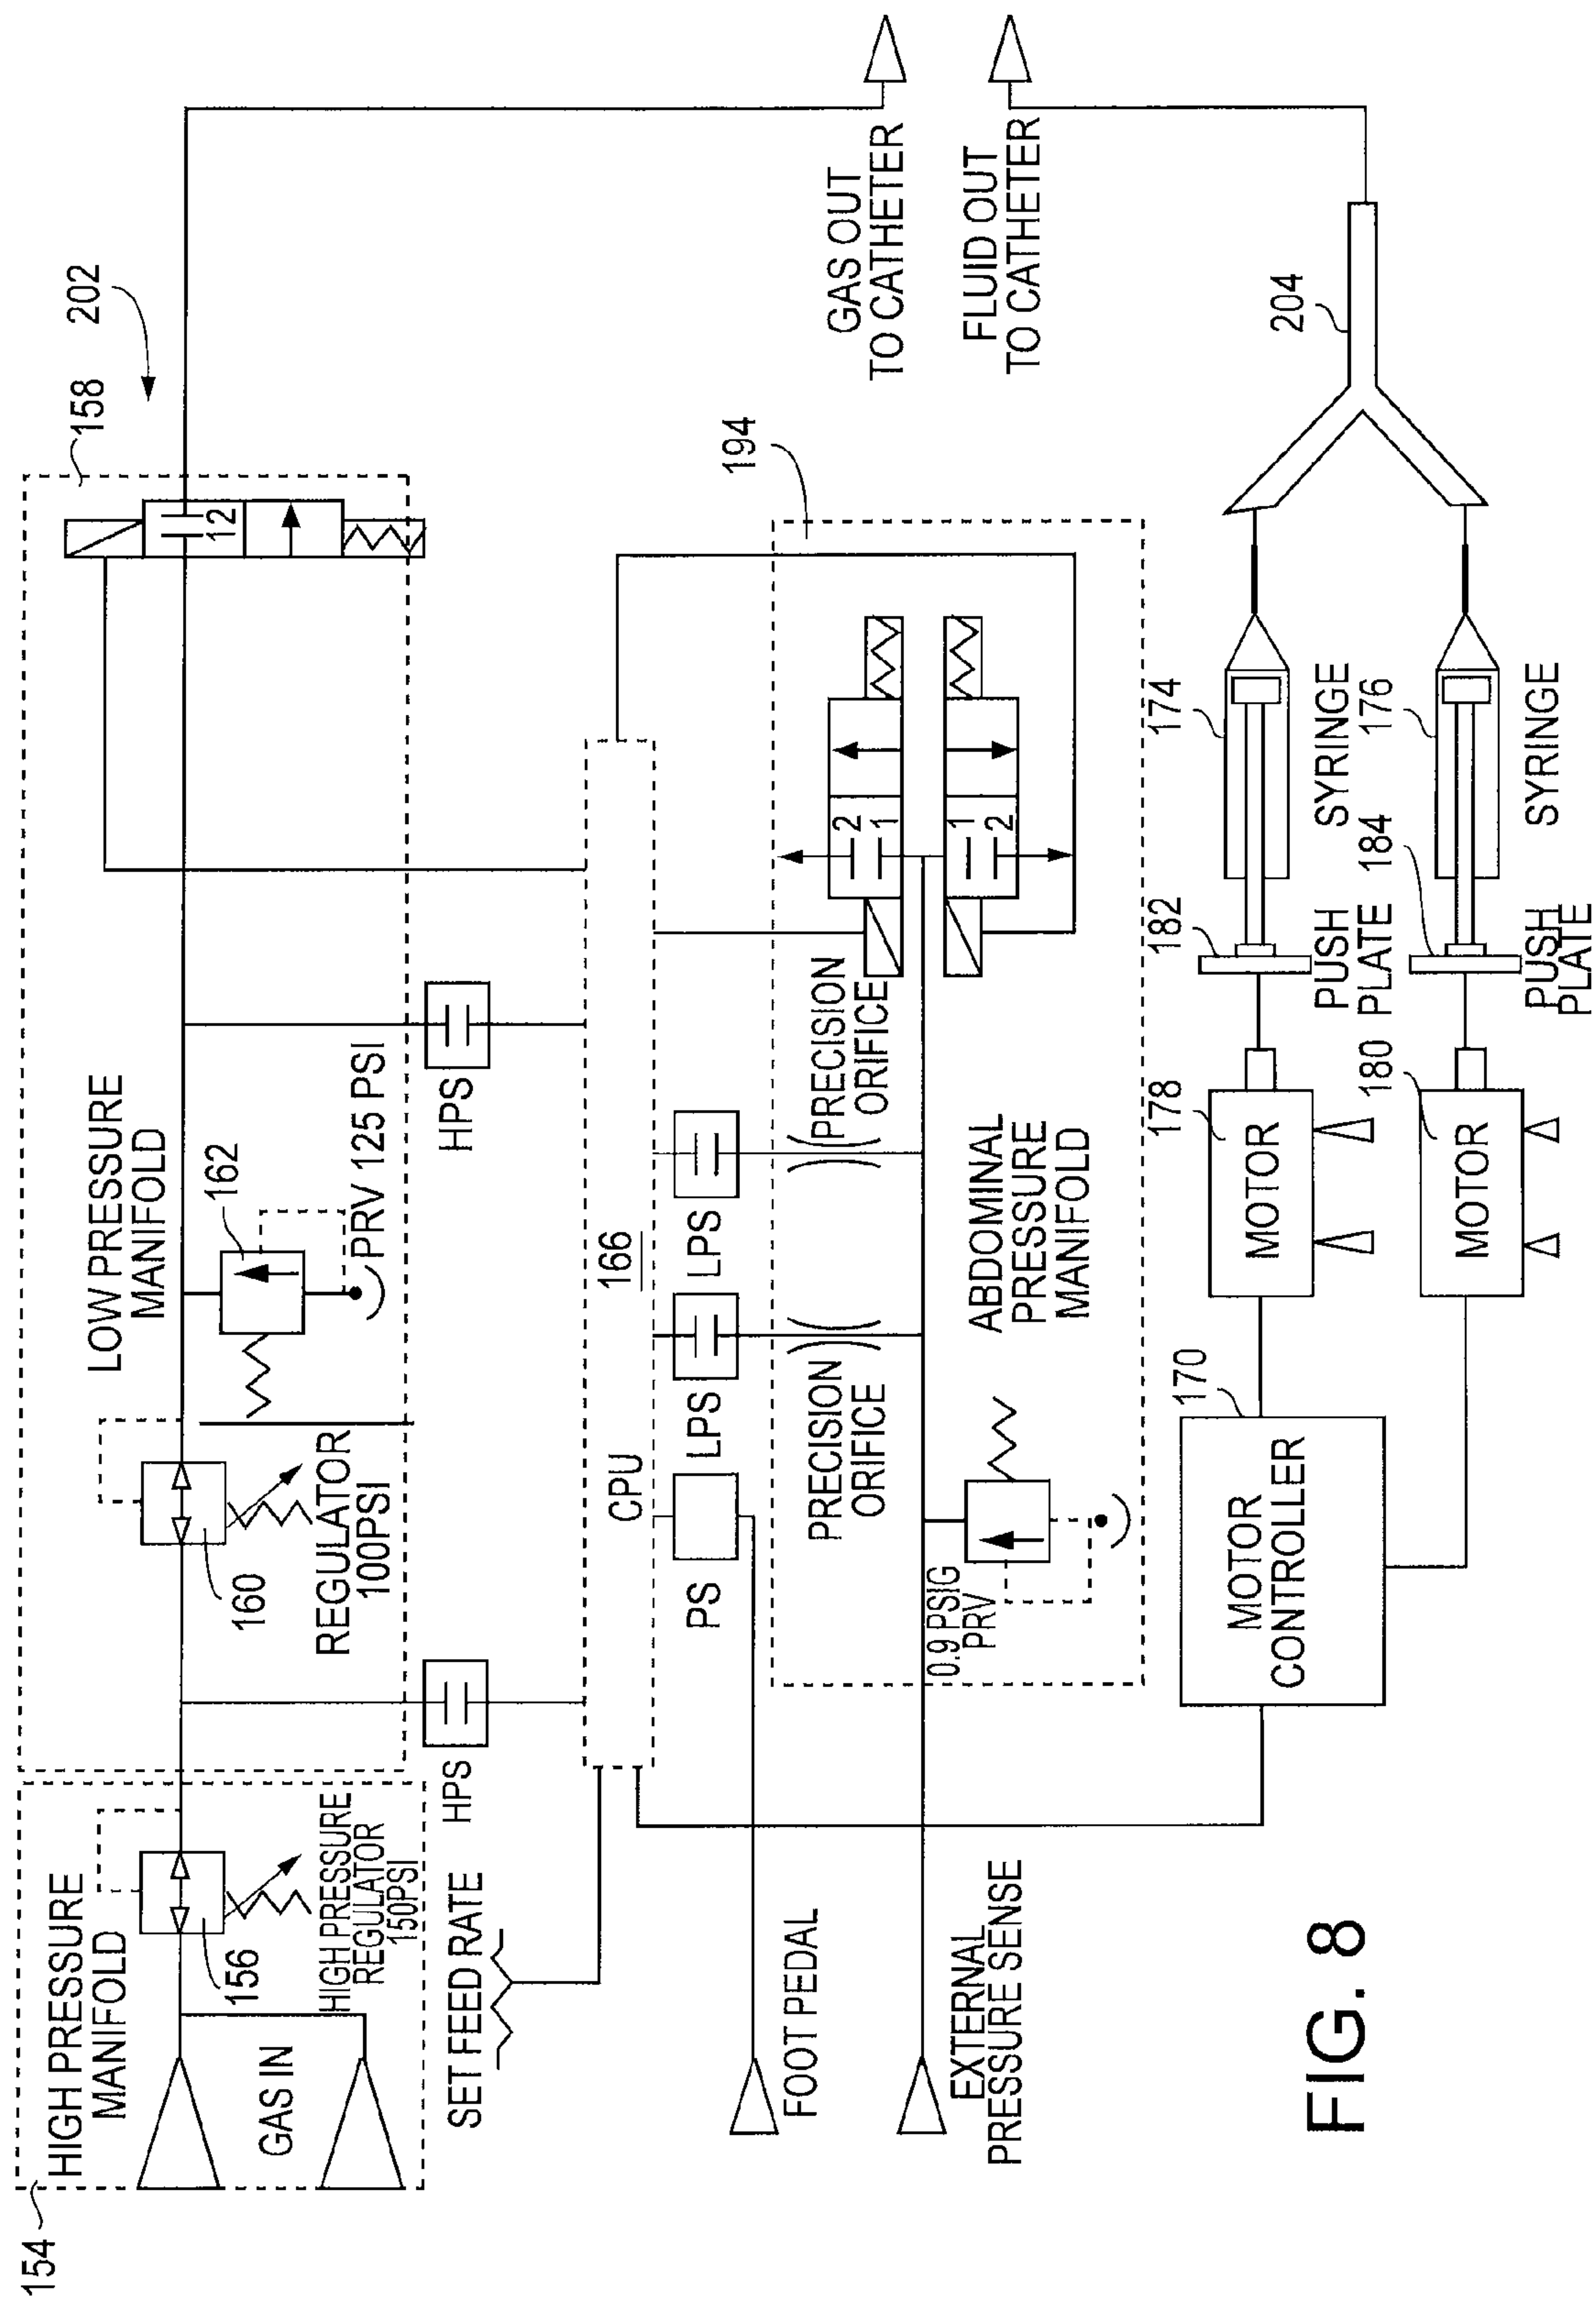 154
HIGH PRESSURE
MANIFOLD
GAS IN
156
HIGH PRESSURE
REGULATOR
150PSI
LOW PRESSURE
MANIFOLD
160
REGULATOR
100PSI
162
PRV 125 PSI
12
158
202
HPS
HPS
SET FEED RATE
CPU
166
PS
LPS
LPS
FOOT PEDAL
EXTERNAL
PRESSURE SENSE
PRECISION
ORIFICE
PRECISION
ORIFICE
0.9 PSIG
PRV
ABDOMINAL
PRESSURE
MANIFOLD
2
1
1
2
194
GAS OUT
TO CATHETER
FLUID OUT
TO CATHETER
MOTOR
CONTROLLER
170
MOTOR
178
MOTOR
180
182
PUSH
PLATE
184
PUSH
PLATE
174
SYRINGE
176
SYRINGE
204
FIG. 8